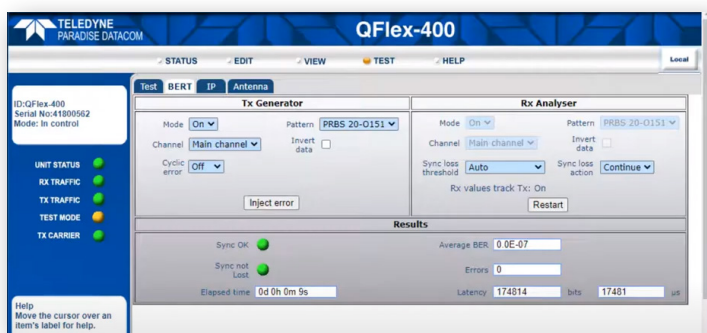 TELEDYNE
PARADISE DATACOM
QFlex-400
STATUS EDIT VIEW TEST HELP
Local
Test BERT IP Antenna
ID:QFlex-400
Serial No:41800562
Mode: In control
UNIT STATUS
RX TRAFFIC
TX TRAFFIC
TEST MODE
TX CARRIER
Help
Move the cursor over an
item's label for help.
Tx Generator
Mode On Pattern PRBS 20-O151
Channel Main channel Invert data
Cyclic error Off
Inject error
Rx Analyser
Mode On Pattern PRBS 20-O151
Channel Main channel Invert data
Sync loss threshold Auto Sync loss action Continue
Rx values track Tx: On
Restart
Results
Sync OK Average BER 0.0E-07
Sync not Lost Errors 0
Elapsed time 0d 0h 0m 9s Latency 174814 bits 17481 µs